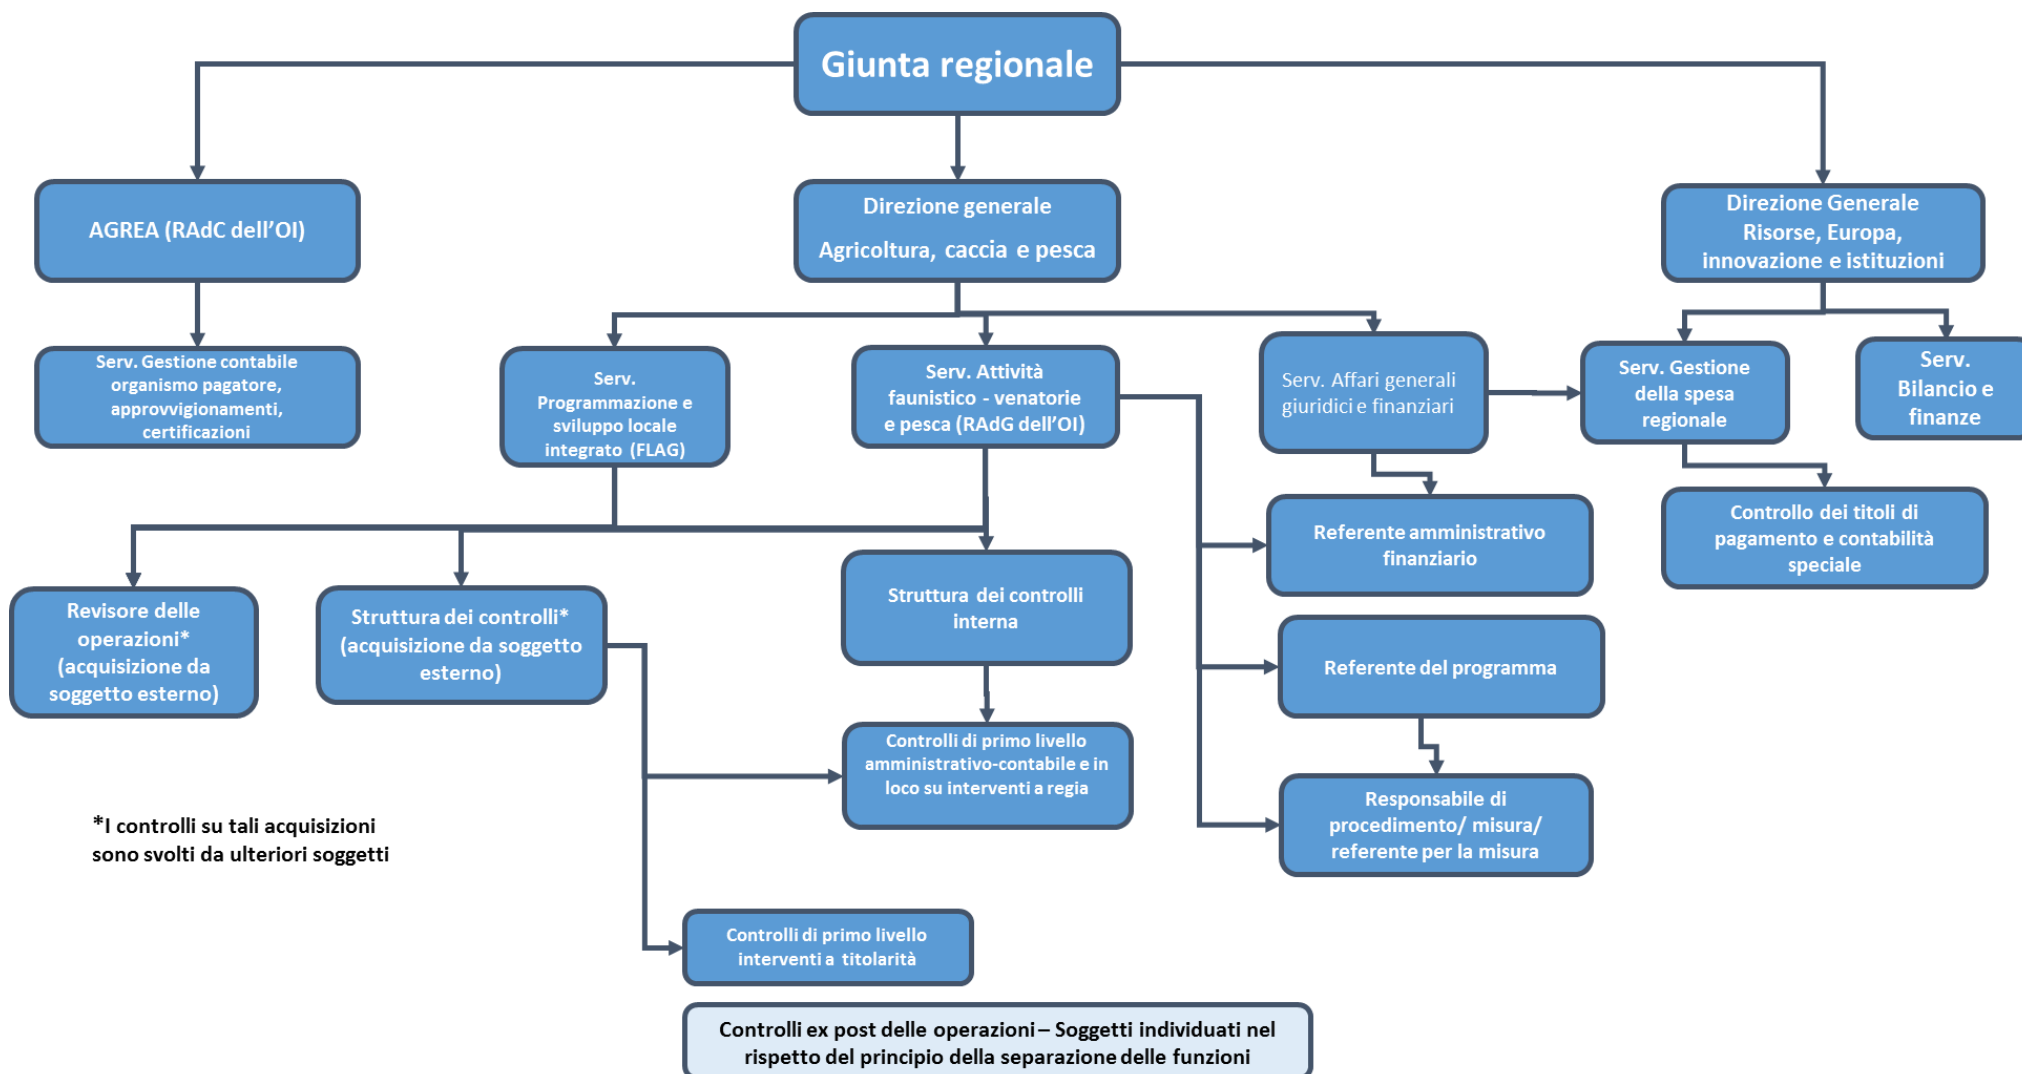 Giunta regionale
AGREA (RAdC dell'OI)
Direzione generale
Agricoltura, caccia e pesca
Direzione Generale
Risorse, Europa,
innovazione e istituzioni
Serv. Gestione contabile
organismo pagatore,
approvvigionamenti,
certificazioni
Serv.
Programmazione e
sviluppo locale
integrato (FLAG)
Serv. Attività
faunistico - venatorie
e pesca (RAdG dell'OI)
Serv. Affari generali
giuridici e finanziari
Serv. Gestione
della spesa
regionale
Serv.
Bilancio e
finanze
Referente amministrativo
finanziario
Controllo dei titoli di
pagamento e contabilità
speciale
Revisore delle
operazioni*
(acquisizione da
soggetto esterno)
Struttura dei controlli*
(acquisizione da soggetto
esterno)
Struttura dei controlli
interna
Referente del programma
Controlli di primo livello
amministrativo-contabile e in
loco su interventi a regia
Responsabile di
procedimento/ misura/
referente per la misura
*I controlli su tali acquisizioni
sono svolti da ulteriori soggetti
Controlli di primo livello
interventi a titolarità
Controlli ex post delle operazioni – Soggetti individuati nel
rispetto del principio della separazione delle funzioni